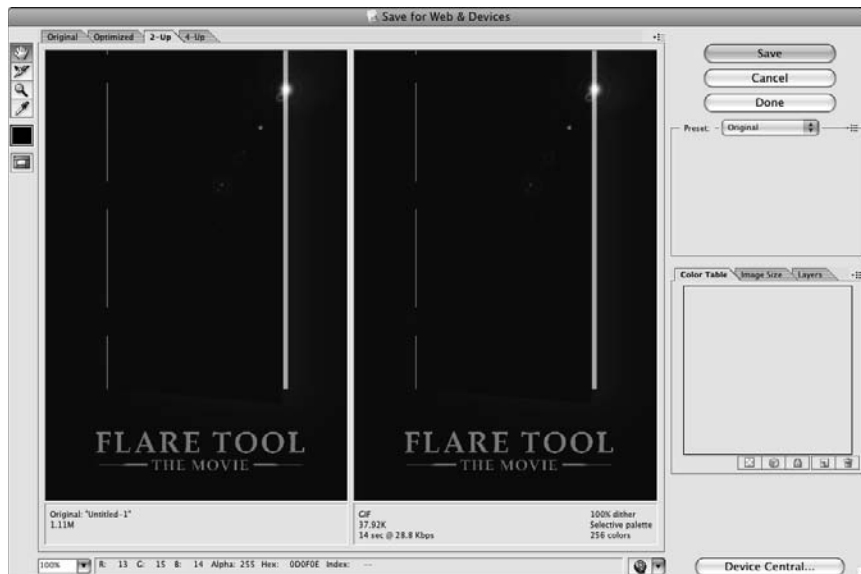 Save for Web & Devices
Original
Optimized
2-Up
4-Up
Save
Cancel
Done
Preset:
Original
Color Table
Image Size
Layers
FLARE TOOL
THE MOVIE
FLARE TOOL
THE MOVIE
Original: "Untitled-1"
1.11M
GIF
37.92K
14 sec @ 28.8 Kbps
100% dither
Selective palette
256 colors
100%
R: 13 G: 15 B: 14 Alpha: 255 Hex: 0D0F0E Index: --
Device Central...